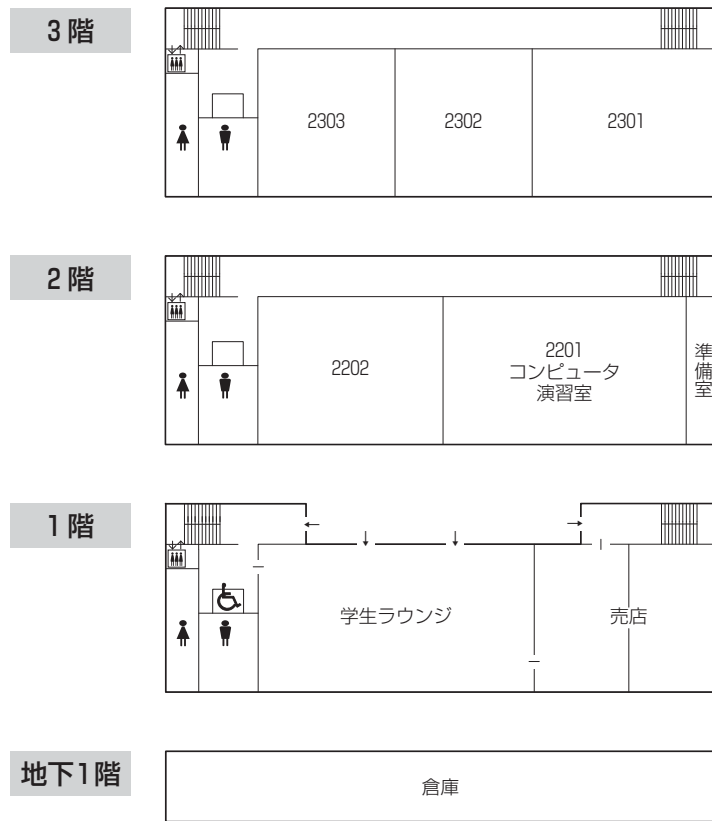 3階
2303
2302
2301
2階
2202
2201
コンピュータ
演習室
準備室
1階
学生ラウンジ
売店
地下1階
倉庫